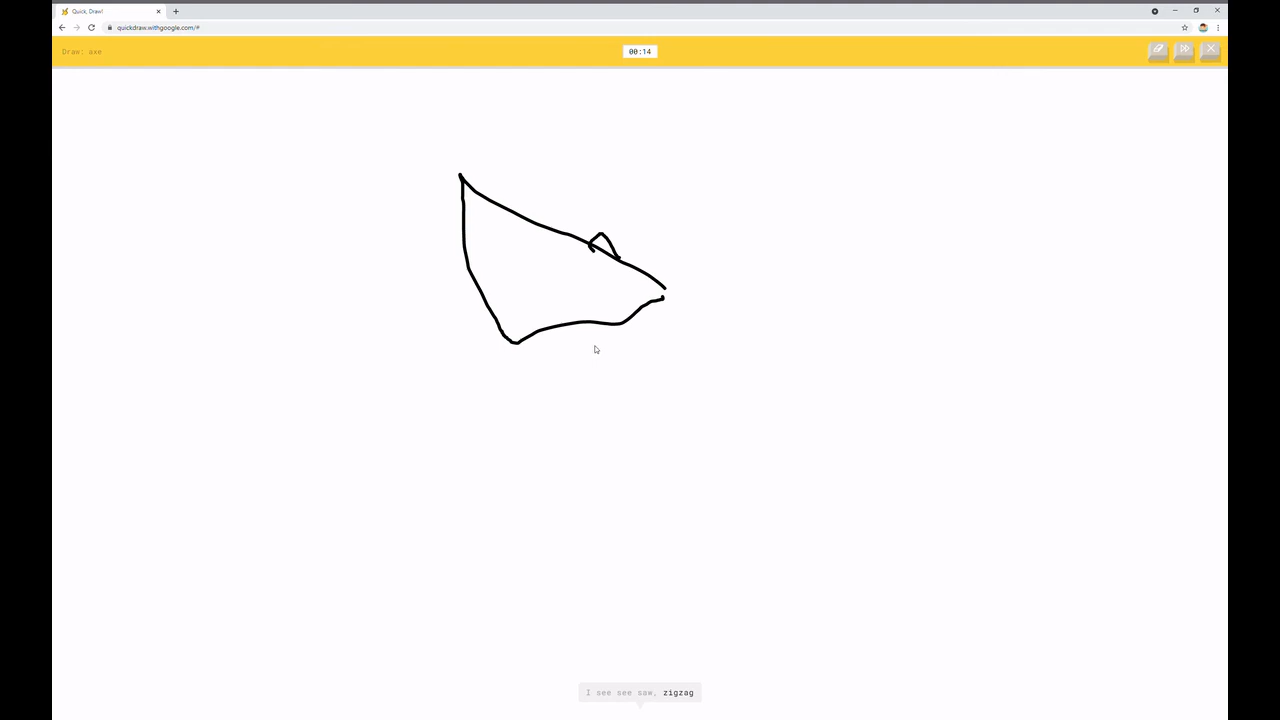 Quick, Draw!
quickdraw.withgoogle.com/#
Draw: axe
00:14
I see see saw, zigzag